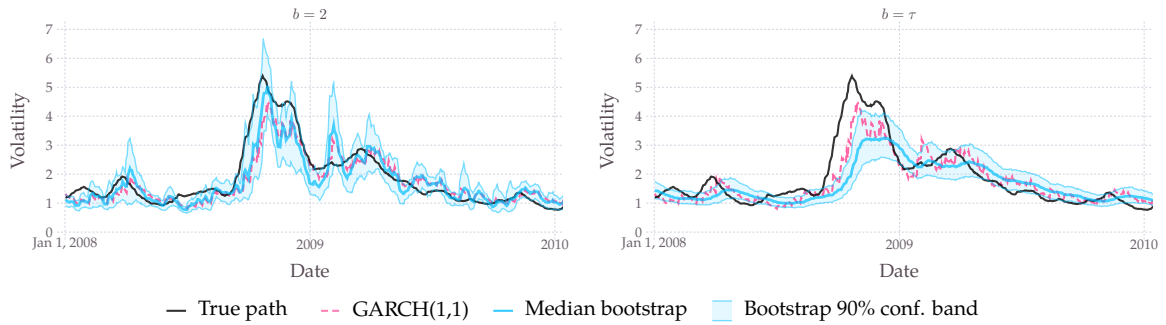 b = 2
7
6
5
4
3
2
1
0
Volatility
Jan 1, 2008
2009
2010
Date
b = τ
7
6
5
4
3
2
1
0
Volatility
Jan 1, 2008
2009
2010
Date
True path
GARCH(1,1)
Median bootstrap
Bootstrap 90% conf. band